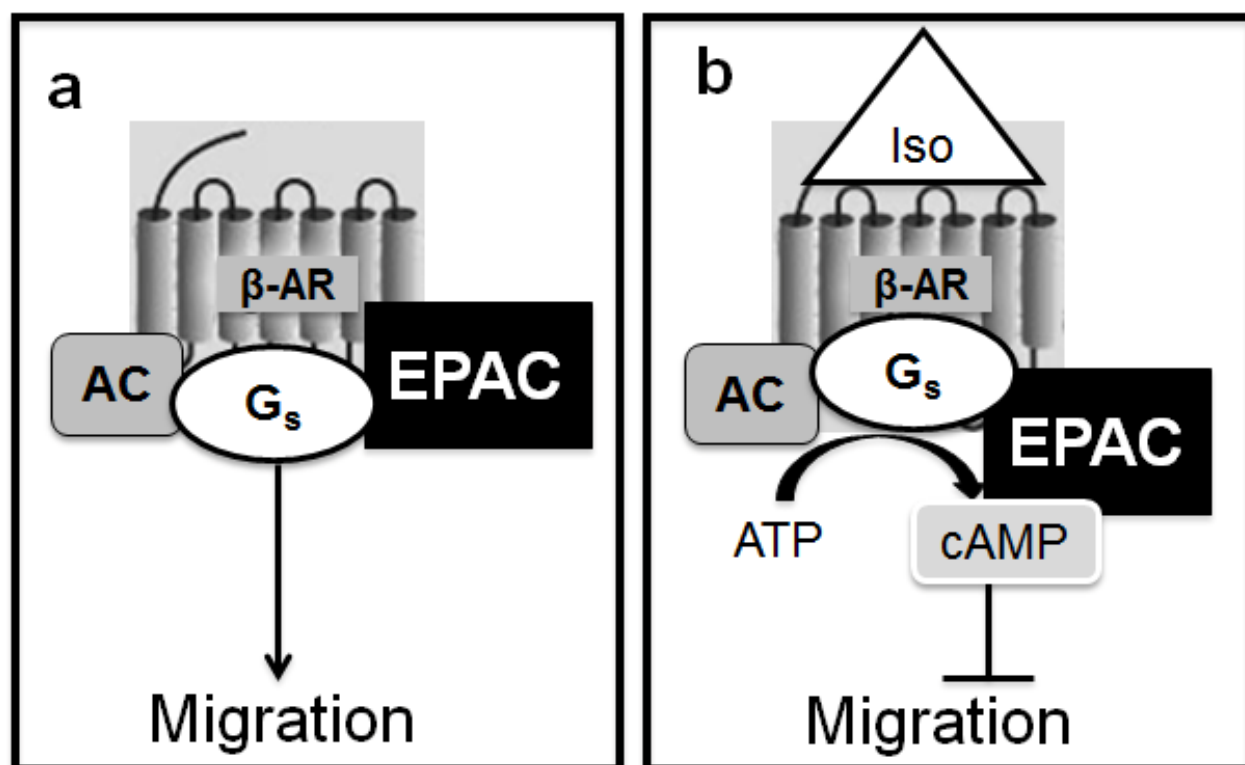 a
β-AR
AC
Gs
EPAC
Migration
b
Iso
β-AR
AC
Gs
EPAC
ATP
cAMP
Migration